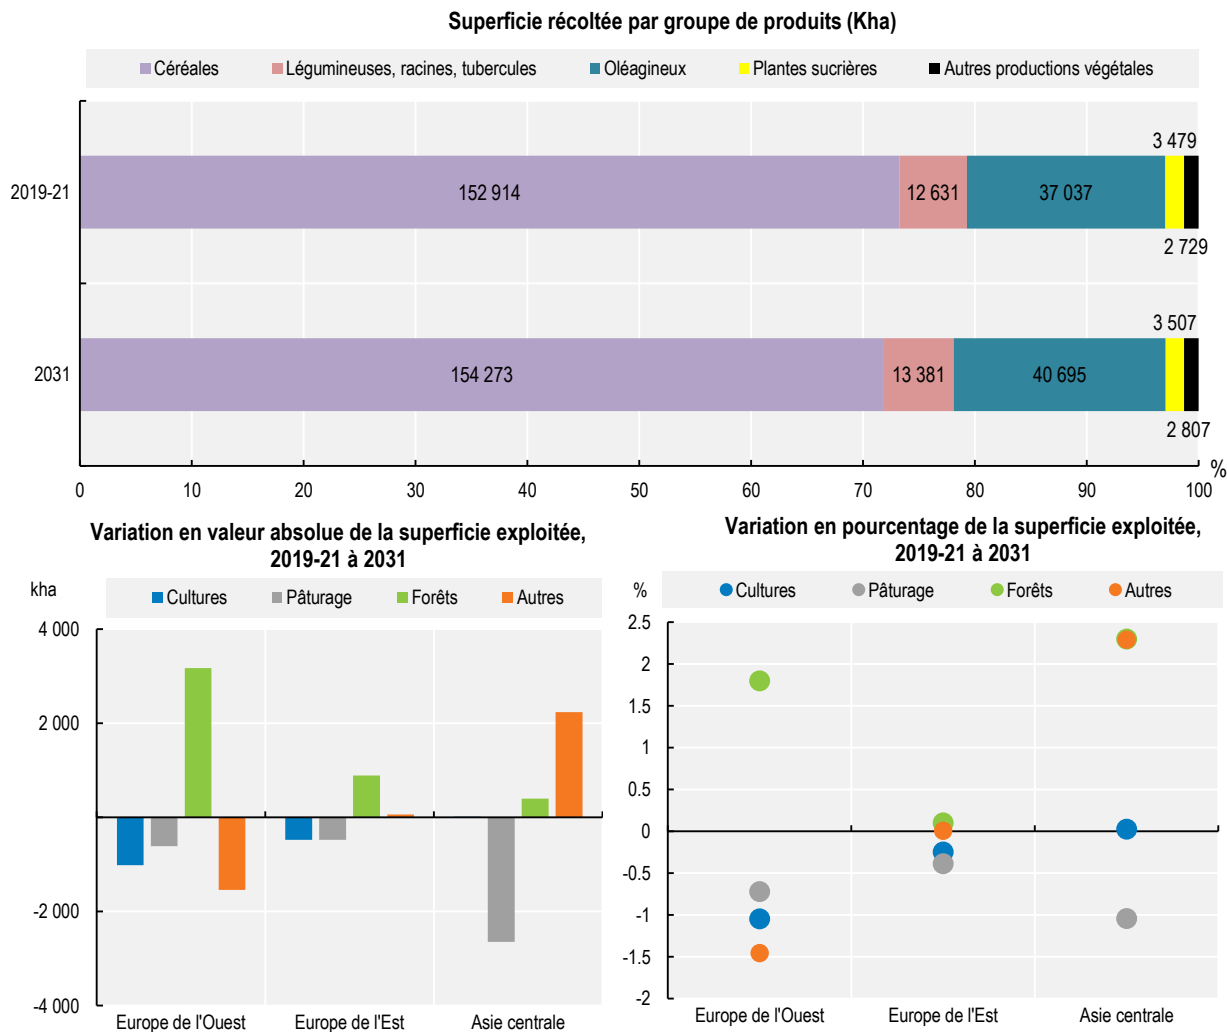 Superficie récoltée par groupe de produits (Kha)
Céréales Légumineuses, racines, tubercules Oléagineux Plantes sucrières Autres productions végétales
3 479
2019-21 152 914 12 631 37 037
2 729
3 507
2031 154 273 13 381 40 695
2 807
%
0 10 20 30 40 50 60 70 80 90 100
Variation en valeur absolue de la superficie exploitée,
2019-21 à 2031
kha
Cultures Pâturage Forêts Autres
4 000
2 000
-2 000
-4 000
Europe de l'Ouest Europe de l'Est Asie centrale
Variation en pourcentage de la superficie exploitée,
2019-21 à 2031
%
Cultures Pâturage Forêts Autres
2.5
2
1.5
1
0.5
0
-0.5
-1
-1.5
-2
Europe de l'Ouest Europe de l'Est Asie centrale